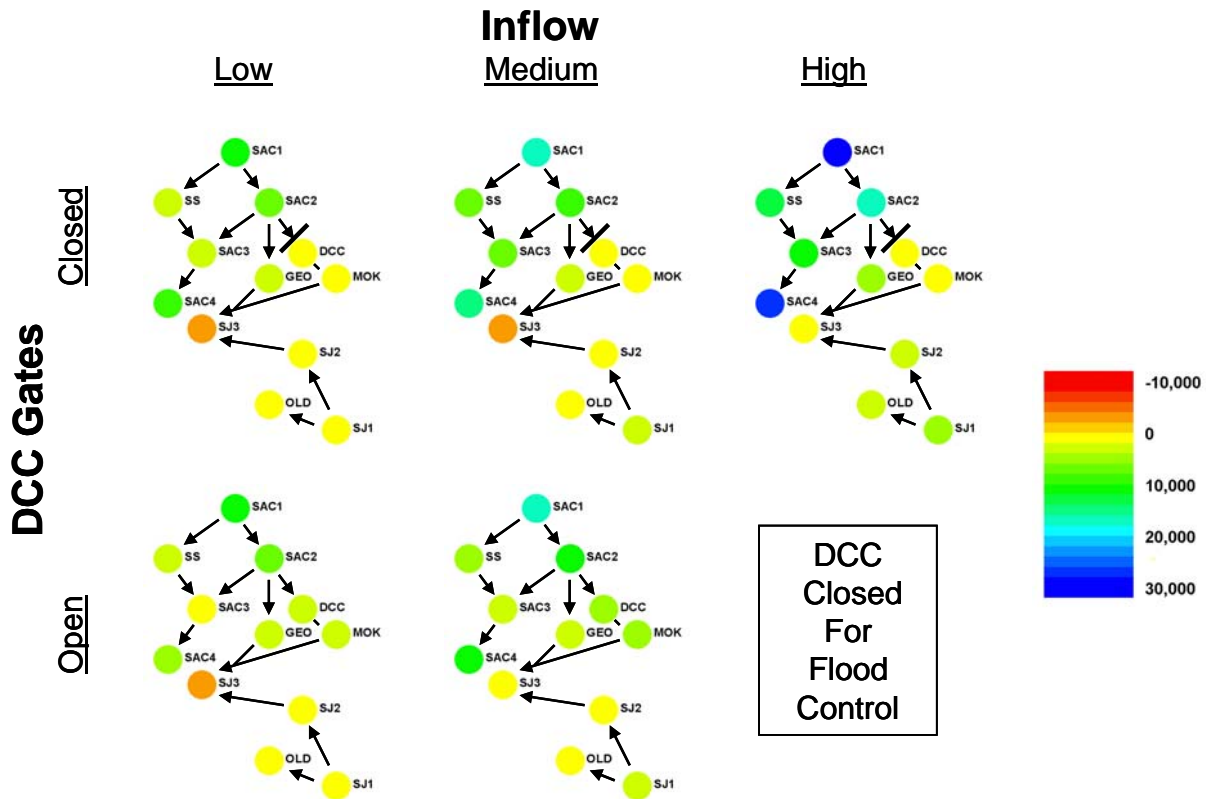 Inflow
Low
Medium
High
DCC Gates
Closed
SAC1
SS
SAC2
SAC3
DCC
GEO
MOK
SAC4
SJ3
SJ2
OLD
SJ1
SAC1
SS
SAC2
SAC3
DCC
GEO
MOK
SAC4
SJ3
SJ2
OLD
SJ1
SAC1
SS
SAC2
SAC3
DCC
GEO
MOK
SAC4
SJ3
SJ2
OLD
SJ1
Open
SAC1
SS
SAC2
SAC3
DCC
GEO
MOK
SAC4
SJ3
SJ2
OLD
SJ1
SAC1
SS
SAC2
SAC3
DCC
GEO
MOK
SAC4
SJ3
SJ2
OLD
SJ1
DCC
Closed
For
Flood
Control
-10,000
0
10,000
20,000
30,000